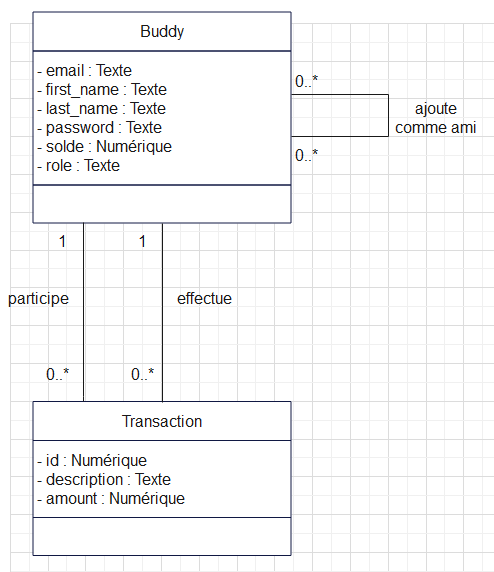 Buddy
- email : Texte
- first_name : Texte
- last_name : Texte
- password : Texte
- solde : Numérique
- role : Texte
0..*
ajoute
comme ami
0..*
1
1
participe
effectue
0..*
0..*
Transaction
- id : Numérique
- description : Texte
- amount : Numérique